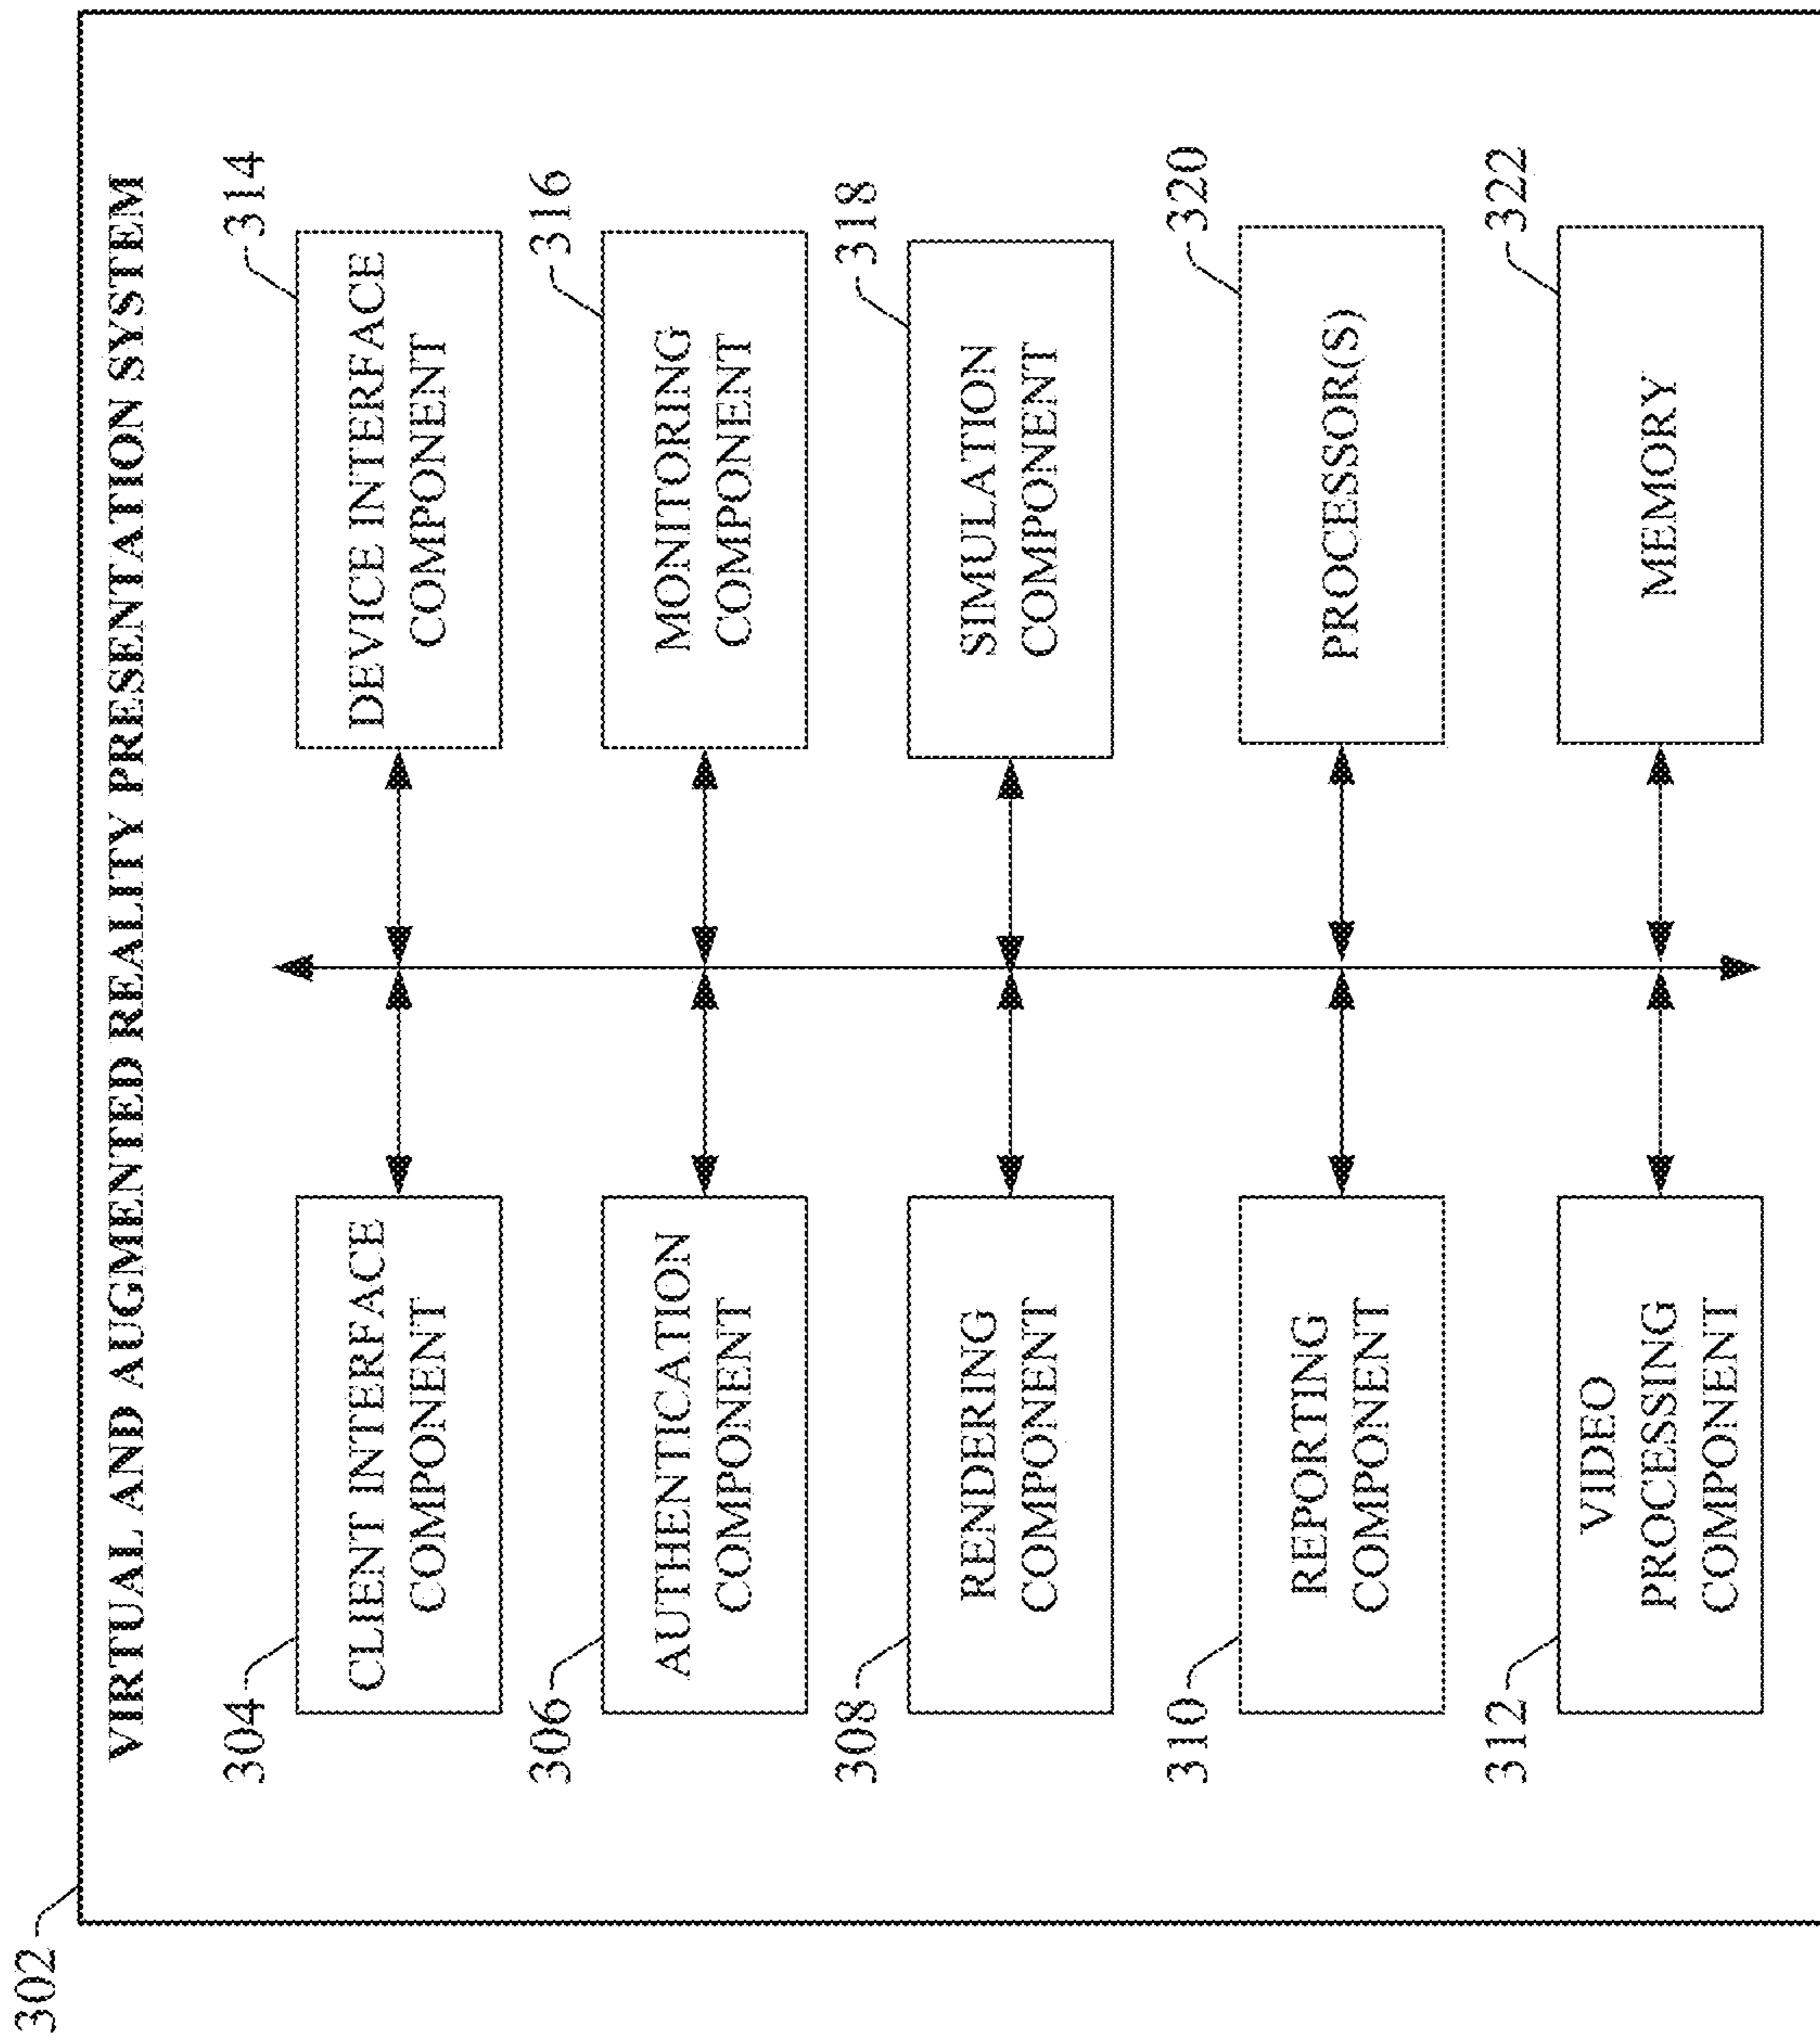 302
VIRTUAL AND AUGMENTED REALITY PRESENTATION SYSTEM
304
CLIENT INTERFACE
COMPONENT
314
DEVICE INTERFACE
COMPONENT
306
AUTHENTICATION
COMPONENT
316
MONITORING
COMPONENT
308
RENDERING
COMPONENT
318
SIMULATION
COMPONENT
310
REPORTING
COMPONENT
320
PROCESSOR(S)
312
VIDEO
PROCESSING
COMPONENT
322
MEMORY